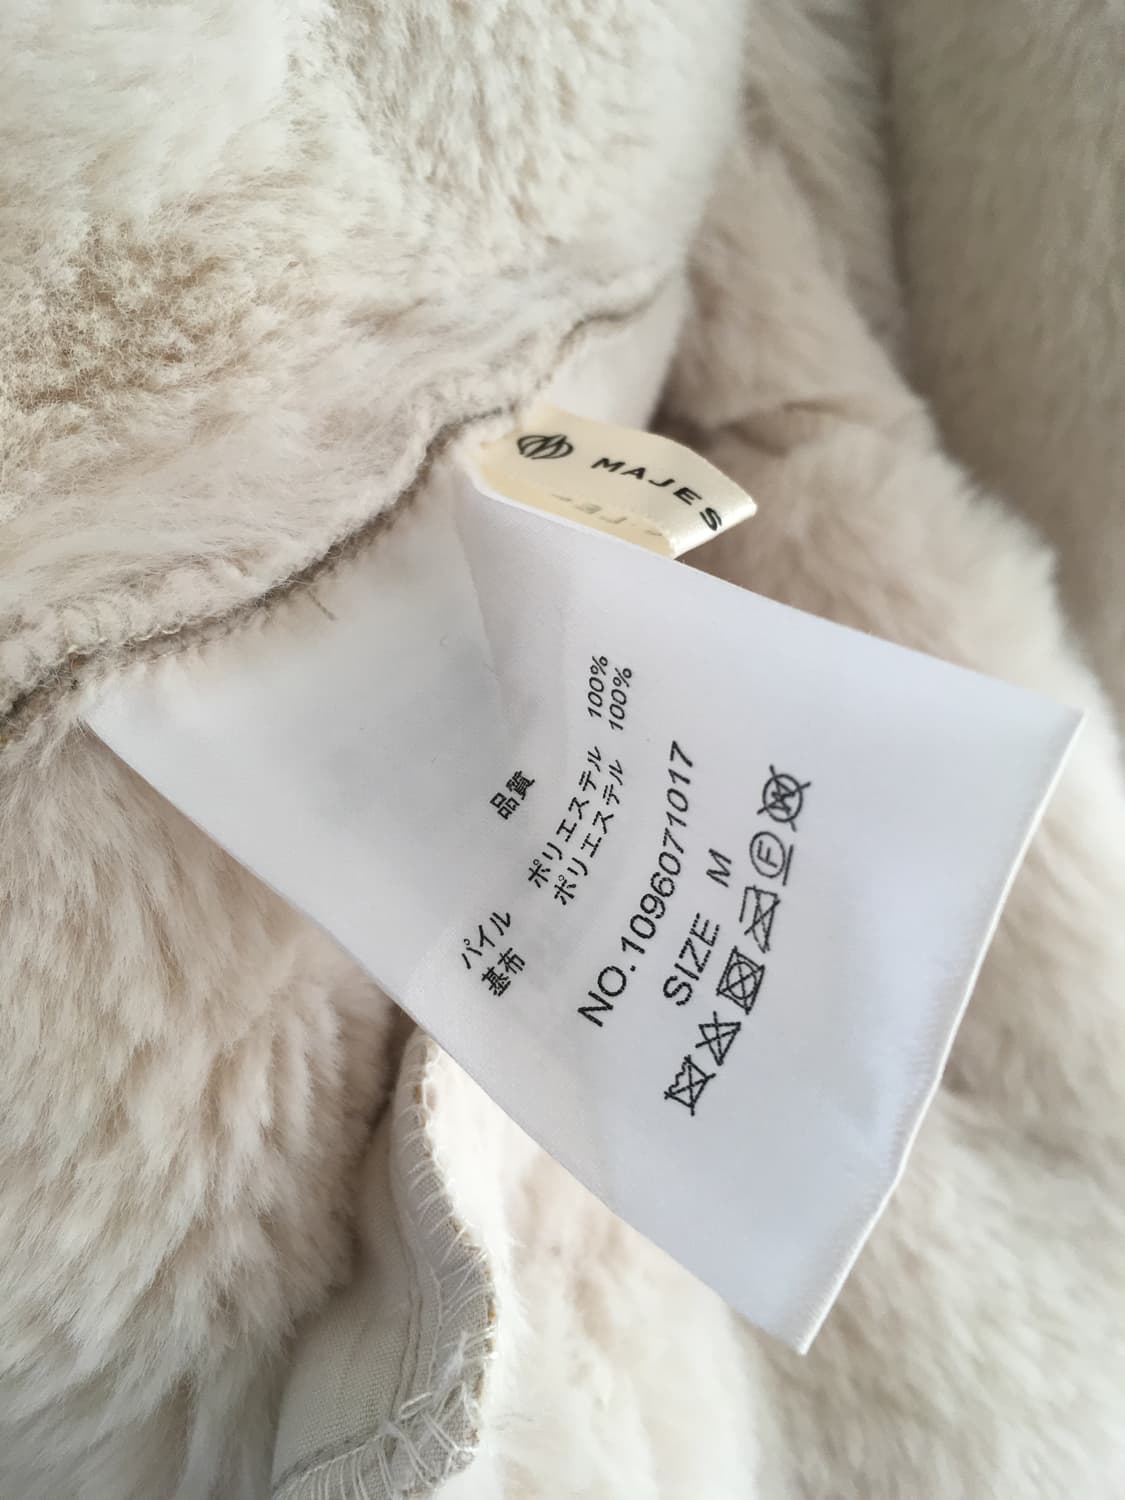 MAJES
品質
パイル ポリエステル 100%
基布 ポリエステル 100%
NO.1096071017
SIZE M
F
W